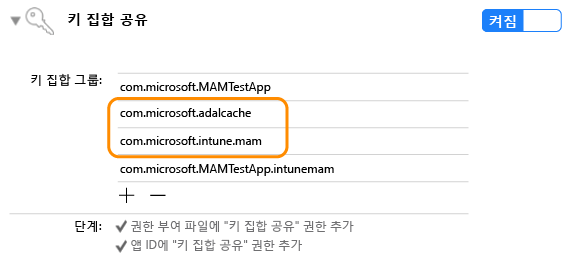 키 집합 공유
켜짐
키 집합 그룹:
com.microsoft.MAMTestApp
com.microsoft.adalcache
com.microsoft.intune.mam
com.microsoft.MAMTestApp.intunemam
단계: ✔ 권한 부여 파일에 "키 집합 공유" 권한 추가
✔ 앱 ID에 "키 집합 공유" 권한 추가